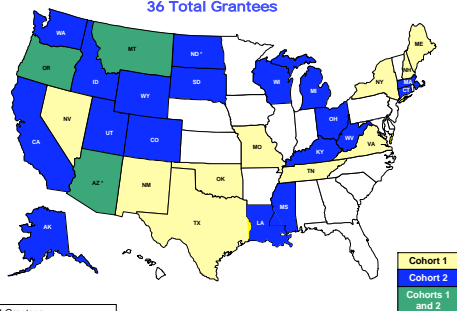 36 Total Grantees
WA
MT
ND *
OR
ID
SD
WI
MI
ME
NY
MA
CT
WY
NV
UT
CO
CA
OH
WV
VA
KY
MO
TN
AZ *
NM
OK
TX
LA
MS
AK
Cohort 1
Cohort 2
Cohorts 1
and 2